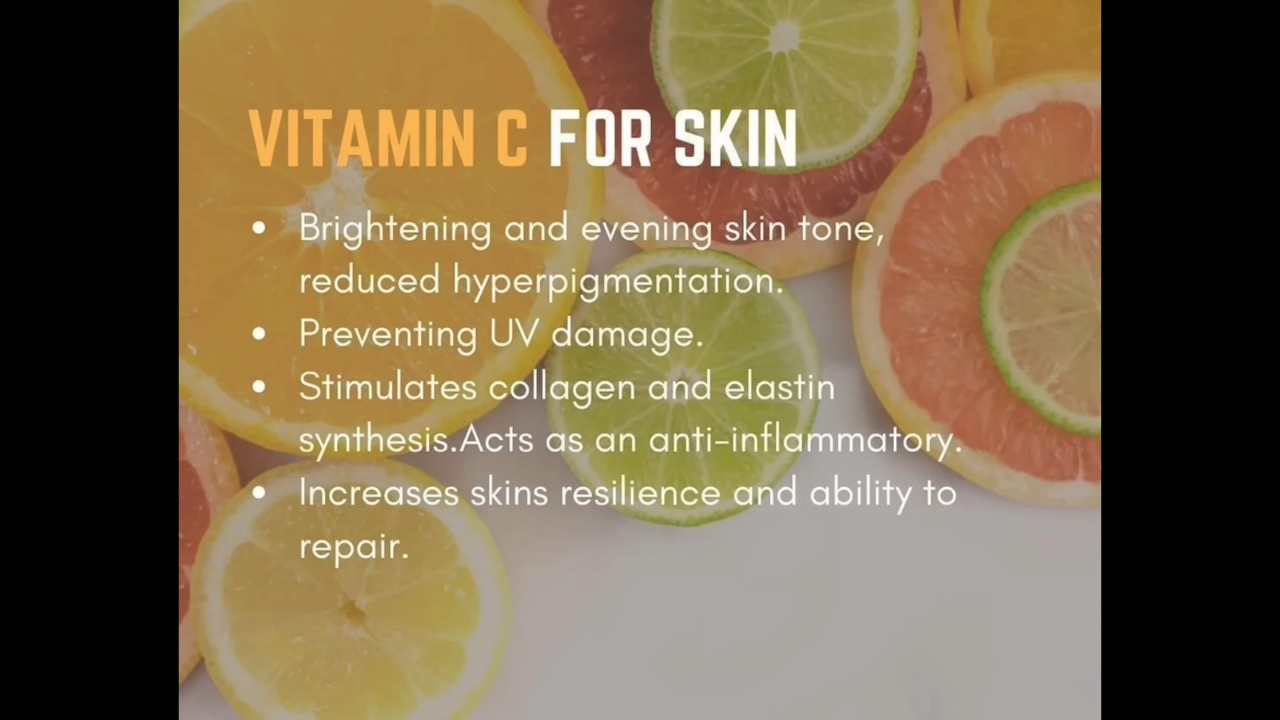 VITAMIN C FOR SKIN
• Brightening and evening skin tone,
reduced hyperpigmentation.
• Preventing UV damage.
• Stimulates collagen and elastin
synthesis.Acts as an anti-inflammatory.
• Increases skins resilience and ability to
repair.